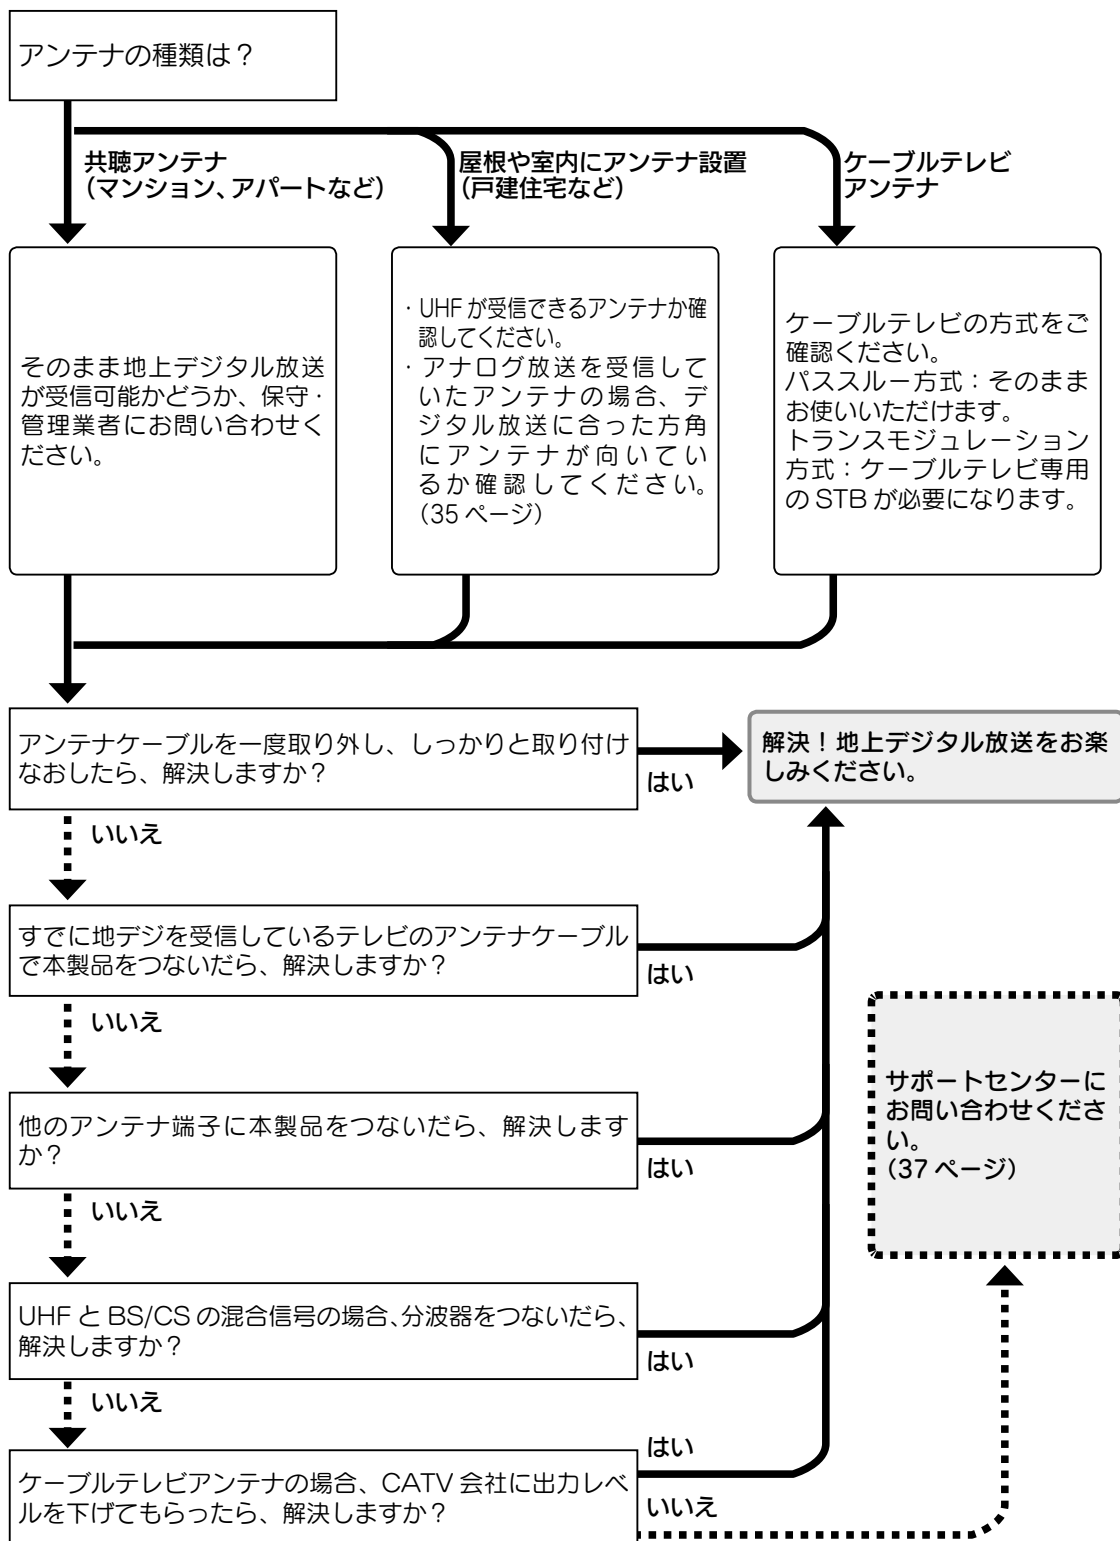 アンテナの種類は？
共聴アンテナ
（マンション、アパートなど）
屋根や室内にアンテナ設置
（戸建住宅など）
ケーブルテレビ
アンテナ
そのまま地上デジタル放送
が受信可能かどうか、保守・
管理業者にお問い合わせく
ださい。
・UHF が受信できるアンテナか確
認してください。
・アナログ放送を受信して
いたアンテナの場合、デ
ジタル放送に合った方角
にアンテナが向いてい
るか確認してください。
（35 ページ）
ケーブルテレビの方式をご
確認ください。
パススルー方式：そのまま
お使いいただけます。
トランスモジュレーション
方式：ケーブルテレビ専用
の STB が必要になります。
アンテナケーブルを一度取り外し、しっかりと取り付け
なおしたら、解決しますか？
はい
解決！地上デジタル放送をお楽
しみください。
いいえ
すでに地デジを受信しているテレビのアンテナケーブル
で本製品をつないだら、解決しますか？
はい
いいえ
他のアンテナ端子に本製品をつないだら、解決します
か？
はい
サポートセンターに
お問い合わせくださ
い。
（37 ページ）
いいえ
UHF と BS/CS の混合信号の場合、分波器をつないだら、
解決しますか？
はい
いいえ
ケーブルテレビアンテナの場合、CATV 会社に出力レベ
ルを下げてもらったら、解決しますか？
はい
いいえ